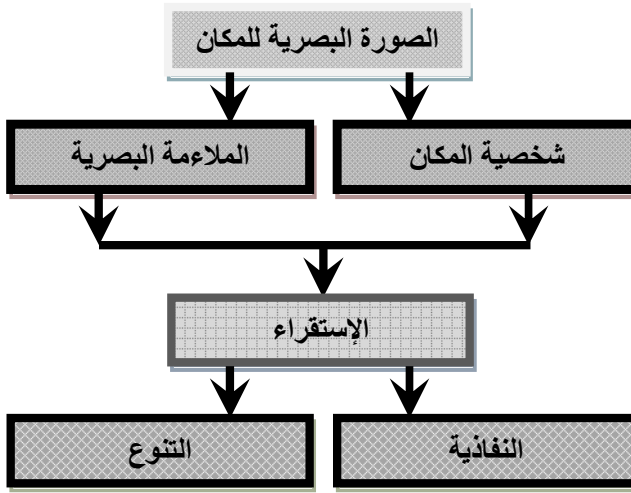 الصورة البصرية للمكان
شخصية المكان
الملاءمة البصرية
الإستقراء
النفاذية
التنوع